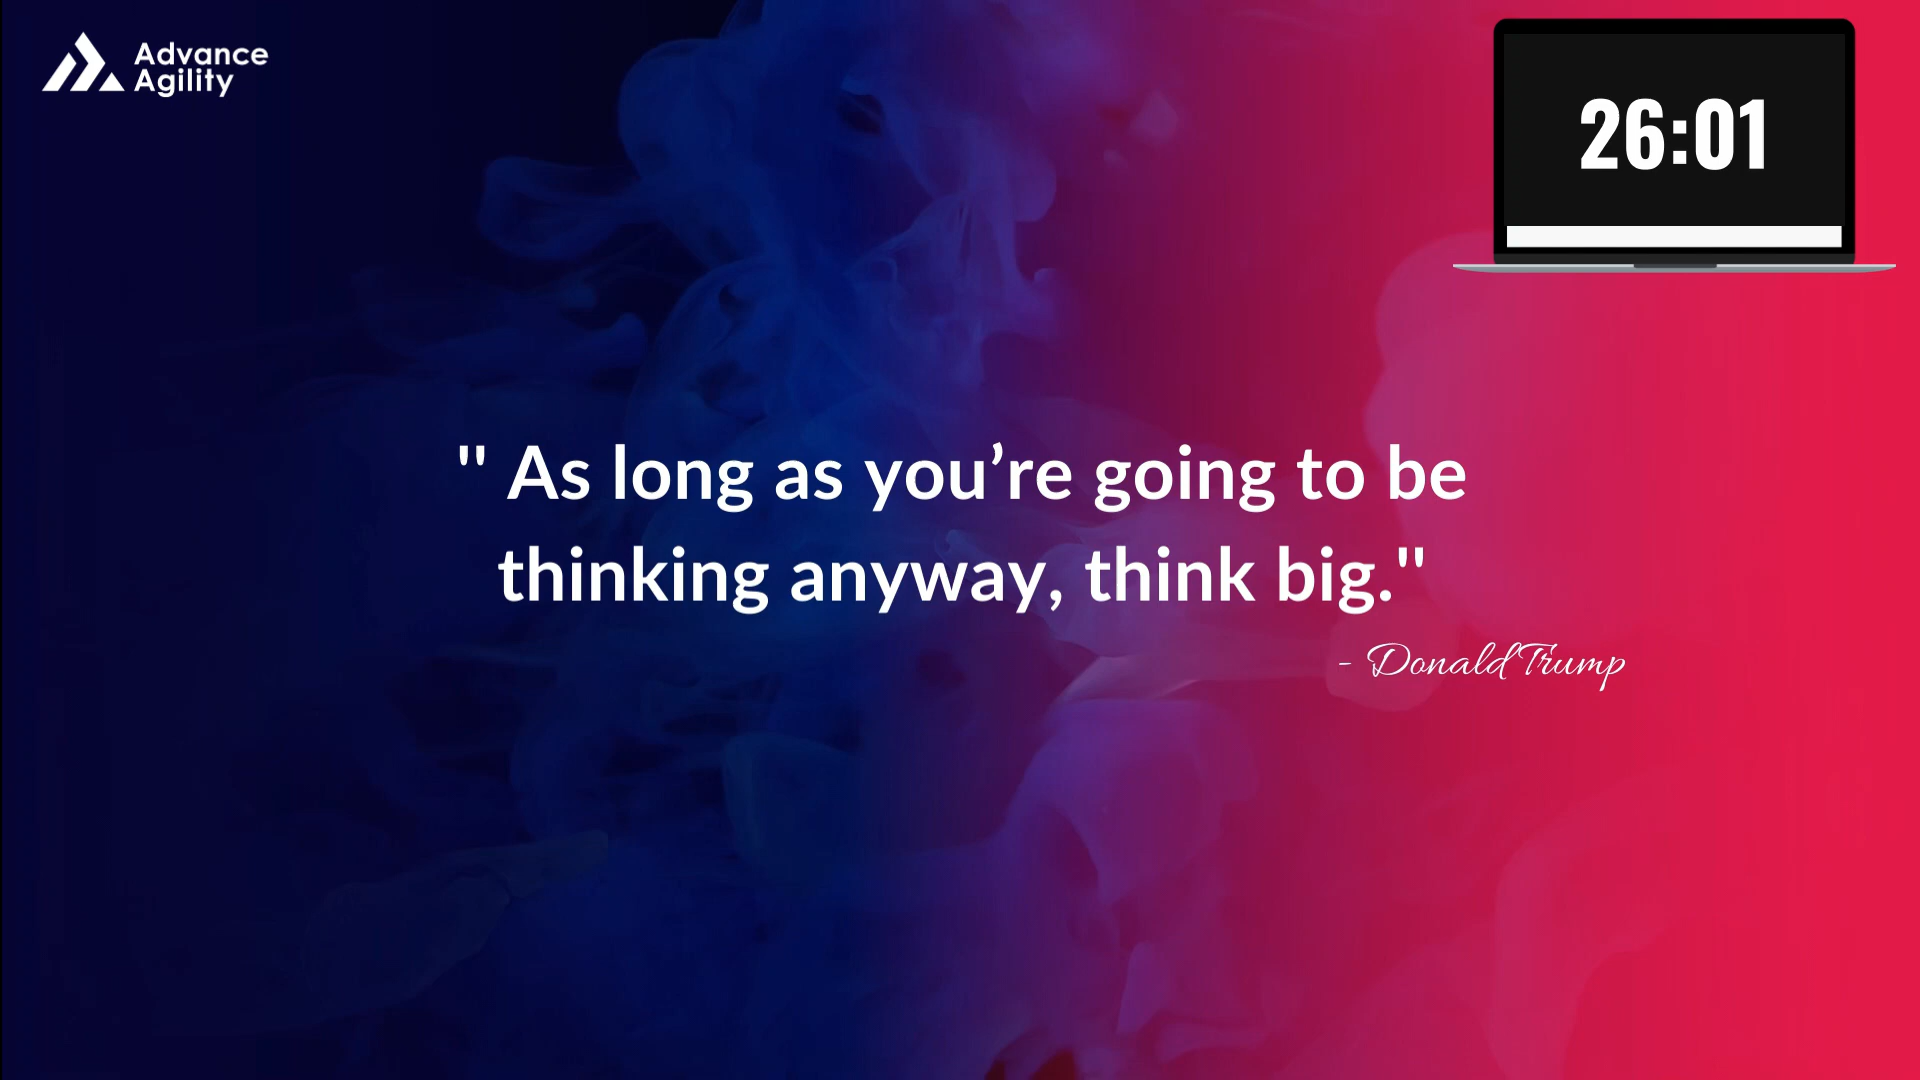 Advance
Agility
26:01
" As long as you’re going to be
thinking anyway, think big."
- Donald Trump